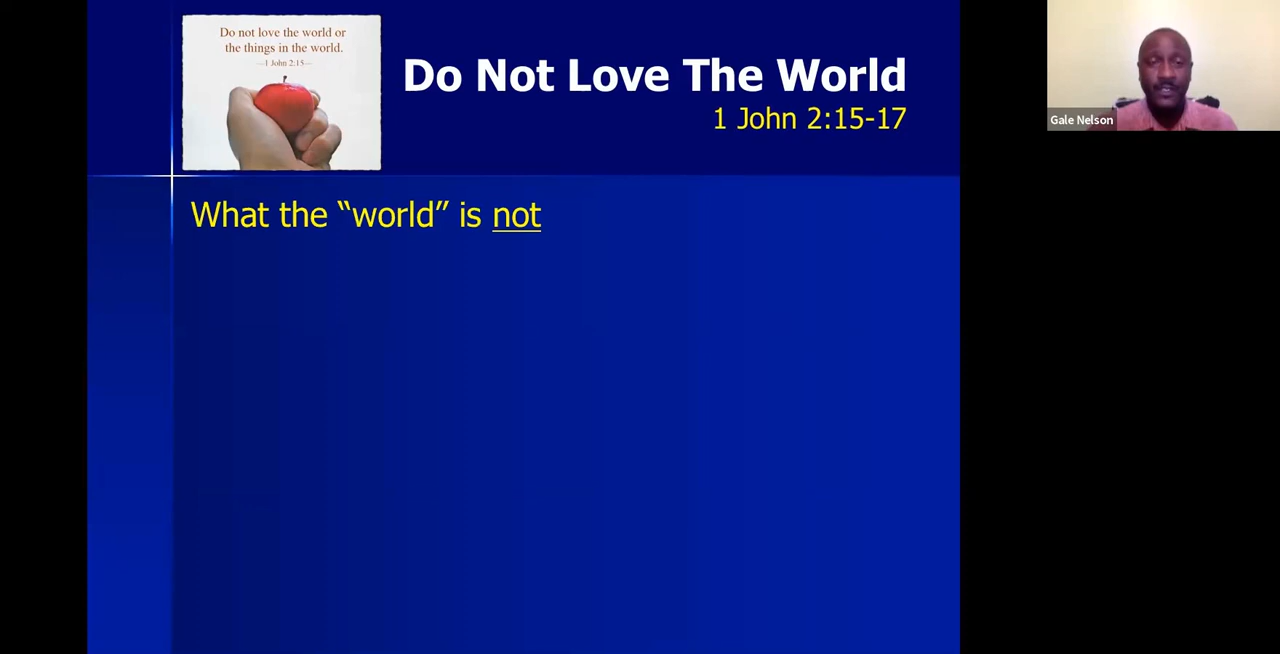 Do not love the world or
the things in the world.
—1 John 2:15—
Do Not Love The World
1 John 2:15-17
Gale Nelson
What the “world” is not